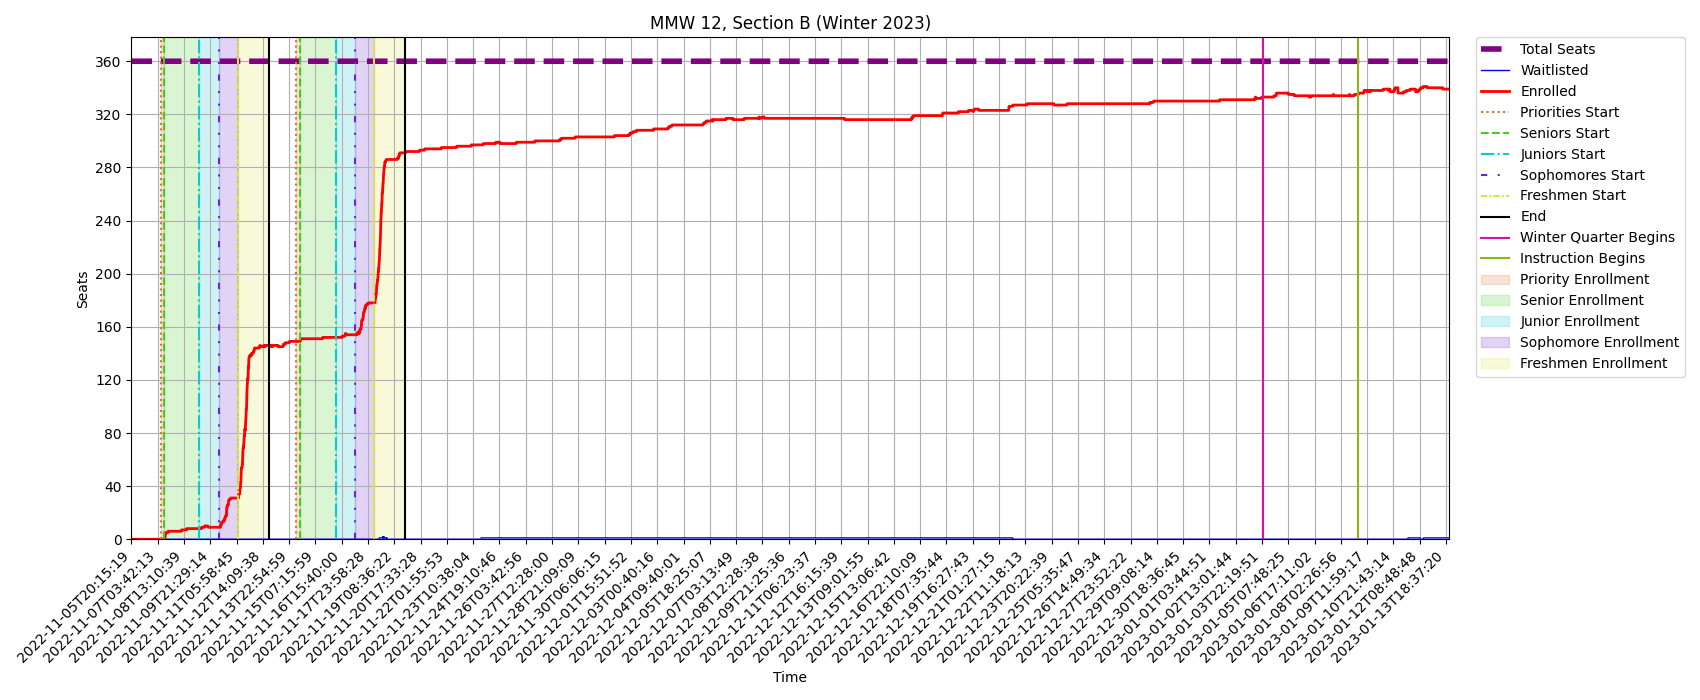 MMW 12, Section B (Winter 2023)
Seats
360
320
280
240
200
160
120
80
40
0
2022-11-05T20:15:19
2022-11-07T03:42:13
2022-11-08T13:10:39
2022-11-09T21:29:14
2022-11-11T05:58:45
2022-11-12T14:09:38
2022-11-13T22:54:59
2022-11-15T07:15:59
2022-11-16T15:40:00
2022-11-17T23:58:28
2022-11-19T08:36:22
2022-11-20T17:33:28
2022-11-22T01:55:53
2022-11-23T10:38:04
2022-11-24T19:10:46
2022-11-26T03:42:56
2022-11-27T12:28:00
2022-11-28T21:09:09
2022-11-30T06:06:15
2022-12-01T15:51:52
2022-12-03T00:40:16
2022-12-04T09:40:01
2022-12-05T18:25:07
2022-12-07T03:13:49
2022-12-08T12:28:38
2022-12-09T21:25:36
2022-12-11T06:23:37
2022-12-12T16:15:39
2022-12-13T09:01:55
2022-12-15T13:06:42
2022-12-16T22:10:09
2022-12-18T07:35:44
2022-12-19T16:27:43
2022-12-21T01:27:15
2022-12-22T11:18:13
2022-12-23T20:22:39
2022-12-25T05:35:47
2022-12-26T14:49:34
2022-12-27T23:52:22
2022-12-29T09:08:14
2022-12-30T18:36:45
2023-01-01T03:44:51
2023-01-02T13:01:44
2023-01-03T22:19:51
2023-01-05T07:48:25
2023-01-06T17:11:02
2023-01-08T02:26:56
2023-01-09T11:59:17
2023-01-10T21:43:14
2023-01-12T08:48:48
2023-01-13T18:37:20
Time
Total Seats
Waitlisted
Enrolled
Priorities Start
Seniors Start
Juniors Start
Sophomores Start
Freshmen Start
End
Winter Quarter Begins
Instruction Begins
Priority Enrollment
Senior Enrollment
Junior Enrollment
Sophomore Enrollment
Freshmen Enrollment